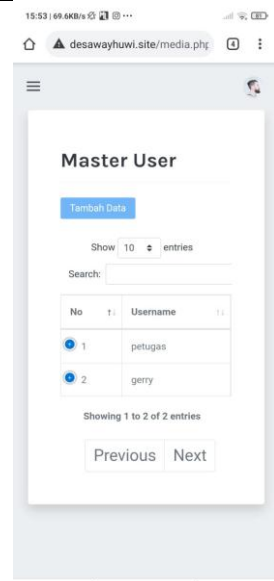 15:53 | 69.6KB/s
desawayhuwi.site/media.php
4
Master User
Tambah Data
Show 10 entries
Search:
No Username
1 petugas
2 gerry
Showing 1 to 2 of 2 entries
Previous Next